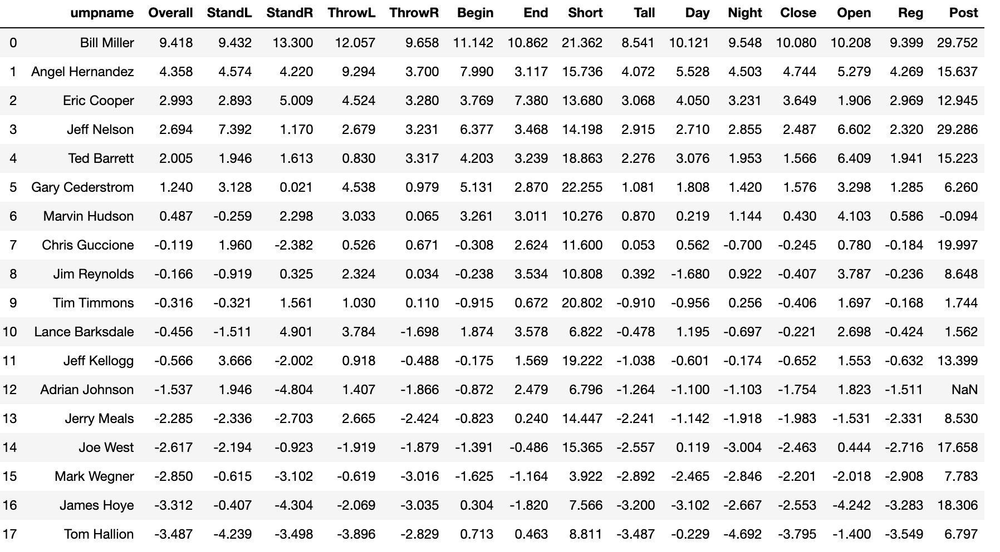 umpname Overall StandL StandR ThrowL ThrowR Begin End Short Tall Day Night Close Open Reg Post
0 Bill Miller 9.418 9.432 13.300 12.057 9.658 11.142 10.862 21.362 8.541 10.121 9.548 10.080 10.208 9.399 29.752
1 Angel Hernandez 4.358 4.574 4.220 9.294 3.700 7.990 3.117 15.736 4.072 5.528 4.503 4.744 5.279 4.269 15.637
2 Eric Cooper 2.993 2.893 5.009 4.524 3.280 3.769 7.380 13.680 3.068 4.050 3.231 3.649 1.906 2.969 12.945
3 Jeff Nelson 2.694 7.392 1.170 2.679 3.231 6.377 3.468 14.198 2.915 2.710 2.855 2.487 6.602 2.320 29.286
4 Ted Barrett 2.005 1.946 1.613 0.830 3.317 4.203 3.239 18.863 2.276 3.076 1.953 1.566 6.409 1.941 15.223
5 Gary Cederstrom 1.240 3.128 0.021 4.538 0.979 5.131 2.870 22.255 1.081 1.808 1.420 1.576 3.298 1.285 6.260
6 Marvin Hudson 0.487 -0.259 2.298 3.033 0.065 3.261 3.011 10.276 0.870 0.219 1.144 0.430 4.103 0.586 -0.094
7 Chris Guccione -0.119 1.960 -2.382 0.526 0.671 -0.308 2.624 11.600 0.053 0.562 -0.700 -0.245 0.780 -0.184 19.997
8 Jim Reynolds -0.166 -0.919 0.325 2.324 0.034 -0.238 3.534 10.808 0.392 -1.680 0.922 -0.407 3.787 -0.236 8.648
9 Tim Timmons -0.316 -0.321 1.561 1.030 0.110 -0.915 0.672 20.802 -0.910 -0.956 0.256 -0.406 1.697 -0.168 1.744
10 Lance Barksdale -0.456 -1.511 4.901 3.784 -1.698 1.874 3.578 6.822 -0.478 1.195 -0.697 -0.221 2.698 -0.424 1.562
11 Jeff Kellogg -0.566 3.666 -2.002 0.918 -0.488 -0.175 1.569 19.222 -1.038 -0.601 -0.174 -0.652 1.553 -0.632 13.399
12 Adrian Johnson -1.537 1.946 -4.804 1.407 -1.866 -0.872 2.479 6.796 -1.264 -1.100 -1.103 -1.754 1.823 -1.511 NaN
13 Jerry Meals -2.285 -2.336 -2.703 2.665 -2.424 -0.823 0.240 14.447 -2.241 -1.142 -1.918 -1.983 -1.531 -2.331 8.530
14 Joe West -2.617 -2.194 -0.923 -1.919 -1.879 -1.391 -0.486 15.365 -2.557 0.119 -3.004 -2.463 0.444 -2.716 17.658
15 Mark Wegner -2.850 -0.615 -3.102 -0.619 -3.016 -1.625 -1.164 3.922 -2.892 -2.465 -2.846 -2.201 -2.018 -2.908 7.783
16 James Hoye -3.312 -0.407 -4.304 -2.069 -3.035 0.304 -1.820 7.566 -3.200 -3.102 -2.667 -2.553 -4.242 -3.283 18.306
17 Tom Hallion -3.487 -4.239 -3.498 -3.896 -2.829 0.713 0.463 8.811 -3.487 -0.229 -4.692 -3.795 -1.400 -3.549 6.797